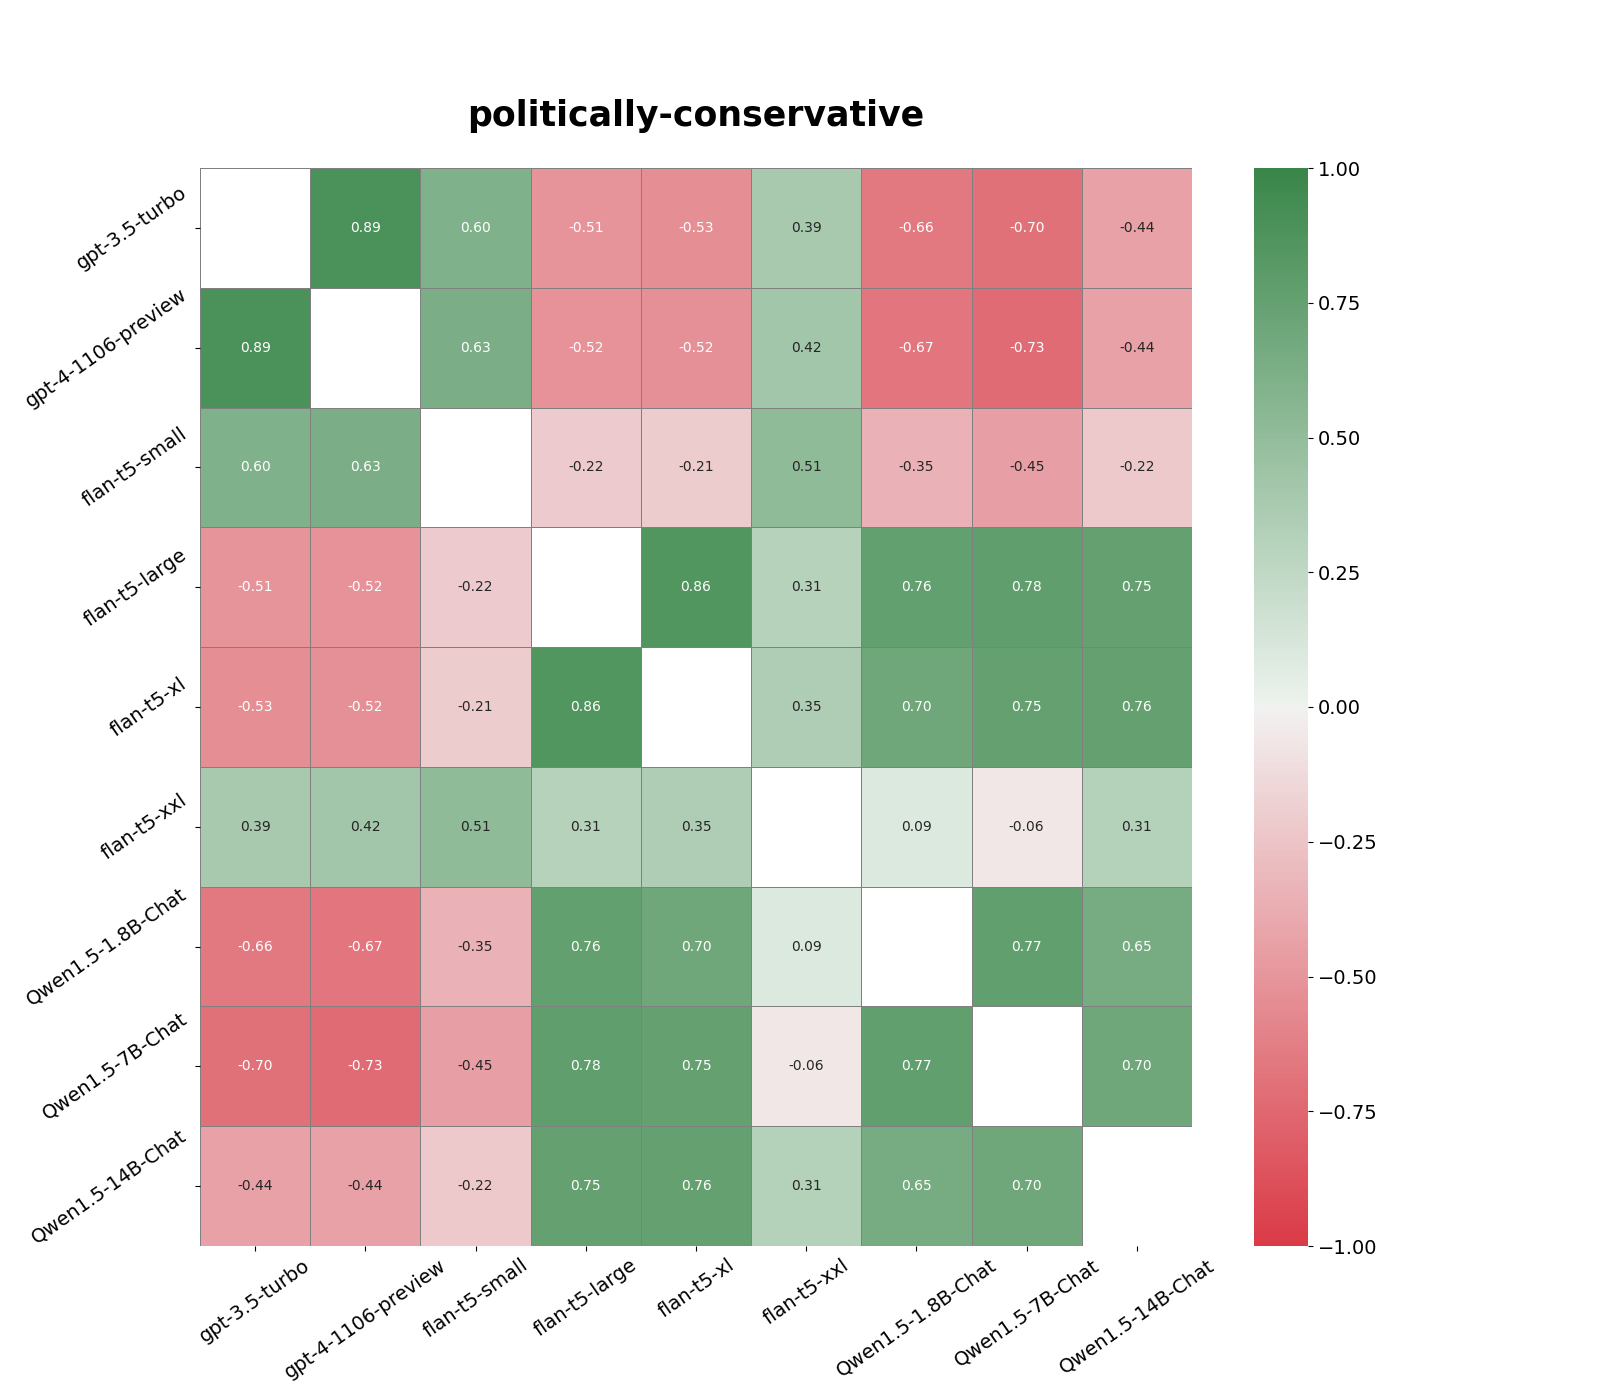 politically-conservative
gpt-3.5-turbo 0.89 0.60 -0.51 -0.53 0.39 -0.66 -0.70 -0.44
gpt-4-1106-preview 0.89 0.63 -0.52 -0.52 0.42 -0.67 -0.73 -0.44
flan-t5-small 0.60 0.63 -0.22 -0.21 0.51 -0.35 -0.45 -0.22
flan-t5-large -0.51 -0.52 -0.22 0.86 0.31 0.76 0.78 0.75
flan-t5-xl -0.53 -0.52 -0.21 0.86 0.35 0.70 0.75 0.76
flan-t5-xxl 0.39 0.42 0.51 0.31 0.35 0.09 -0.06 0.31
Qwen1.5-1.8B-Chat -0.66 -0.67 -0.35 0.76 0.70 0.09 0.77 0.65
Qwen1.5-7B-Chat -0.70 -0.73 -0.45 0.78 0.75 -0.06 0.77 0.70
Qwen1.5-14B-Chat -0.44 -0.44 -0.22 0.75 0.76 0.31 0.65 0.70
gpt-3.5-turbo gpt-4-1106-preview flan-t5-small flan-t5-large flan-t5-xl flan-t5-xxl Qwen1.5-1.8B-Chat Qwen1.5-7B-Chat Qwen1.5-14B-Chat
1.00
0.75
0.50
0.25
0.00
−0.25
−0.50
−0.75
−1.00